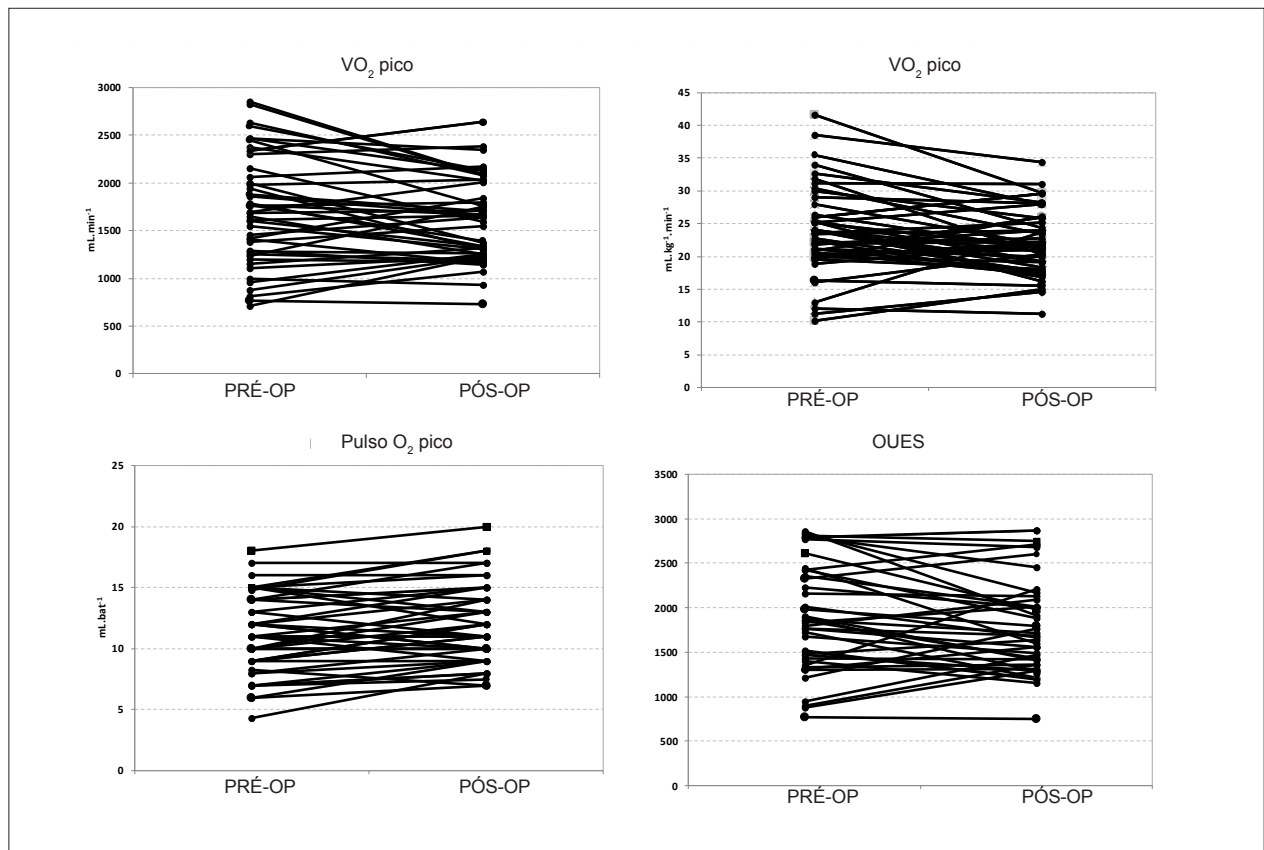 VO₂ pico
3000
2500
2000
1500
1000
500
0
mL.min⁻¹
PRÉ-OP PÓS-OP
VO₂ pico
45
40
35
30
25
20
15
10
5
0
mL.kg⁻¹.min⁻¹
PRÉ-OP PÓS-OP
Pulso O₂ pico
25
20
15
10
5
0
mL.bat⁻¹
PRÉ-OP PÓS-OP
OUES
3500
3000
2500
2000
1500
1000
500
0
PRÉ-OP PÓS-OP